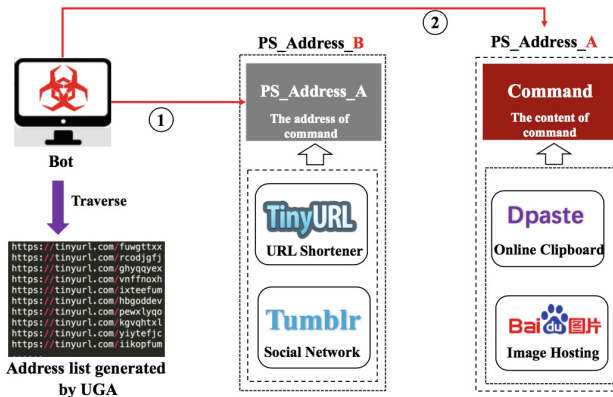 ②
PS_Address_B
PS_Address_A
PS_Address_A
The address of
command
Command
The content of
command
①
Bot
Traverse
TinyURL
URL Shortener
Dpaste
Online Clipboard
https://tinyurl.com/fuwgttxx
https://tinyurl.com/rcodjgfj
https://tinyurl.com/ghyqqyex
https://tinyurl.com/vnffnoxh
https://tinyurl.com/ixteefum
https://tinyurl.com/hbgoddev
https://tinyurl.com/pewxlyqo
https://tinyurl.com/kgvqhtxl
https://tinyurl.com/yiytefjc
https://tinyurl.com/iikopfum
......
Tumblr
Social Network
Bai du 图片
Image Hosting
Address list generated
by UGA